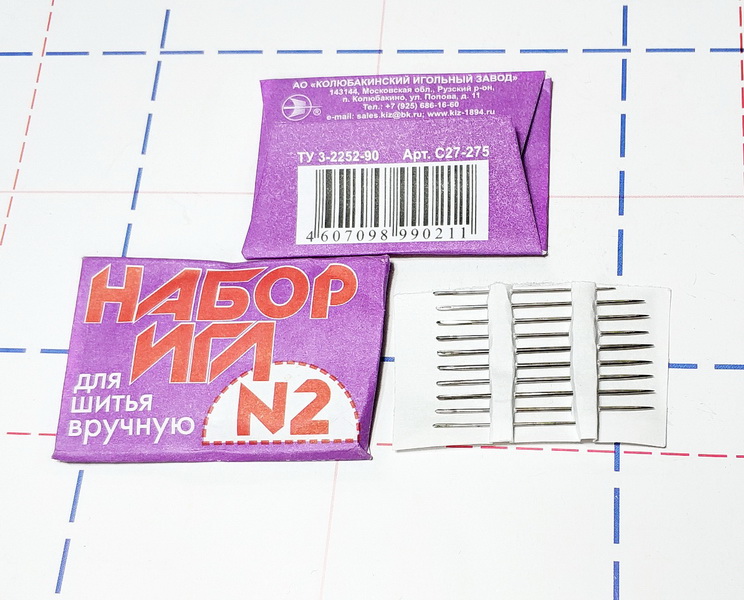 АО «КОЛЮБАКИНСКИЙ ИГОЛЬНЫЙ ЗАВОД»
143144, Московская обл., Рузский р-он,
п. Колюбакино, ул. Попова, д. 11
Тел.: +7 (925) 686-16-60
e-mail: sales.kiz@bk.ru; www.kiz-1894.ru
®
ТУ 3-2252-90 Арт. С27-275
4 607098 990211
НАБОР
ИГЛ
для
шитья
вручную
N2